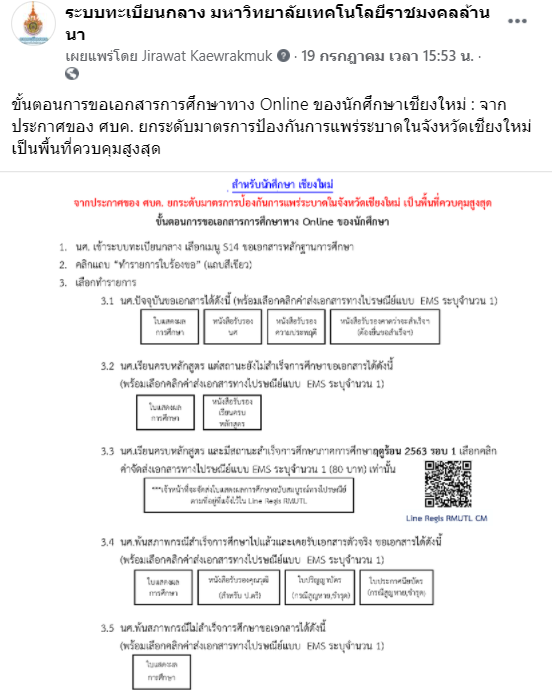 ระบบทะเบียนกลาง มหาวิทยาลัยเทคโนโลยีราชมงคลล้าน
นา
เผยแพร่โดย Jirawat Kaewrakmuk · 19 กรกฎาคม เวลา 15:53 น. ·
ขั้นตอนการขอเอกสารการศึกษาทาง Online ของนักศึกษาเชียงใหม่ : จาก
ประกาศของ ศบค. ยกระดับมาตรการป้องกันการแพร่ระบาดในจังหวัดเชียงใหม่
เป็นพื้นที่ควบคุมสูงสุด
สำหรับนักศึกษา เชียงใหม่
จากประกาศของ ศบค. ยกระดับมาตรการป้องกันการแพร่ระบาดในจังหวัดเชียงใหม่ เป็นพื้นที่ควบคุมสูงสุด
ขั้นตอนการขอเอกสารการศึกษาทาง Online ของนักศึกษา
1. นศ. เข้าระบบทะเบียนกลาง เลือกเมนู S14 ขอเอกสารหลักฐานการศึกษา
2. คลิกแถบ "ทำรายการใบร้องขอ" (แถบสีเขียว)
3. เลือกทำรายการ
3.1 นศ.ปัจจุบันขอเอกสารได้ดังนี้ (พร้อมเลือกคลิกค่าส่งเอกสารทางไปรษณีย์แบบ EMS ระบุจำนวน 1)
ใบแสดงผล
การศึกษา
หนังสือรับรอง
นศ
หนังสือรับรอง
ความประพฤติ
หนังสือรับรองคาดว่าจะสำเร็จฯ
(ต้องยื่นขอสำเร็จฯ)
3.2 นศ.เรียนครบหลักสูตร แต่สถานะยังไม่สำเร็จการศึกษาขอเอกสารได้ดังนี้
(พร้อมเลือกคลิกค่าส่งเอกสารทางไปรษณีย์แบบ EMS ระบุจำนวน 1)
ใบแสดงผล
การศึกษา
หนังสือรับรอง
เรียนครบ
หลักสูตร
3.3 นศ.เรียนครบหลักสูตร และมีสถานะสำเร็จการศึกษาภาคการศึกษาฤดูร้อน 2563 รอบ 1 เลือกคลิก
ค่าจัดส่งเอกสารทางไปรษณีย์แบบ EMS ระบุจำนวน 1 (80 บาท) เท่านั้น
***เจ้าหน้าที่จะจัดส่งใบแสดงผลการศึกษาฉบับสมบูรณ์ทางไปรษณีย์
ตามที่อยู่ที่แจ้งไว้ใน Line Regis RMUTL
Line Regis RMUTL CM
3.4 นศ.พ้นสภาพกรณีสำเร็จการศึกษาไปแล้วและเคยรับเอกสารตัวจริง ขอเอกสารได้ดังนี้
(พร้อมเลือกคลิกค่าส่งเอกสารทางไปรษณีย์แบบ EMS ระบุจำนวน 1)
ใบแสดงผล
การศึกษา
หนังสือรับรองคุณวุฒิ
(สำหรับ ป.ตรี)
ใบปริญญาบัตร
(กรณีสูญหาย,ชำรุด)
ใบประกาศนียบัตร
(กรณีสูญหาย,ชำรุด)
3.5 นศ.พ้นสภาพกรณีไม่สำเร็จการศึกษาขอเอกสารได้ดังนี้
(พร้อมเลือกคลิกค่าส่งเอกสารทางไปรษณีย์แบบ EMS ระบุจำนวน 1)
ใบแสดงผล
การศึกษา